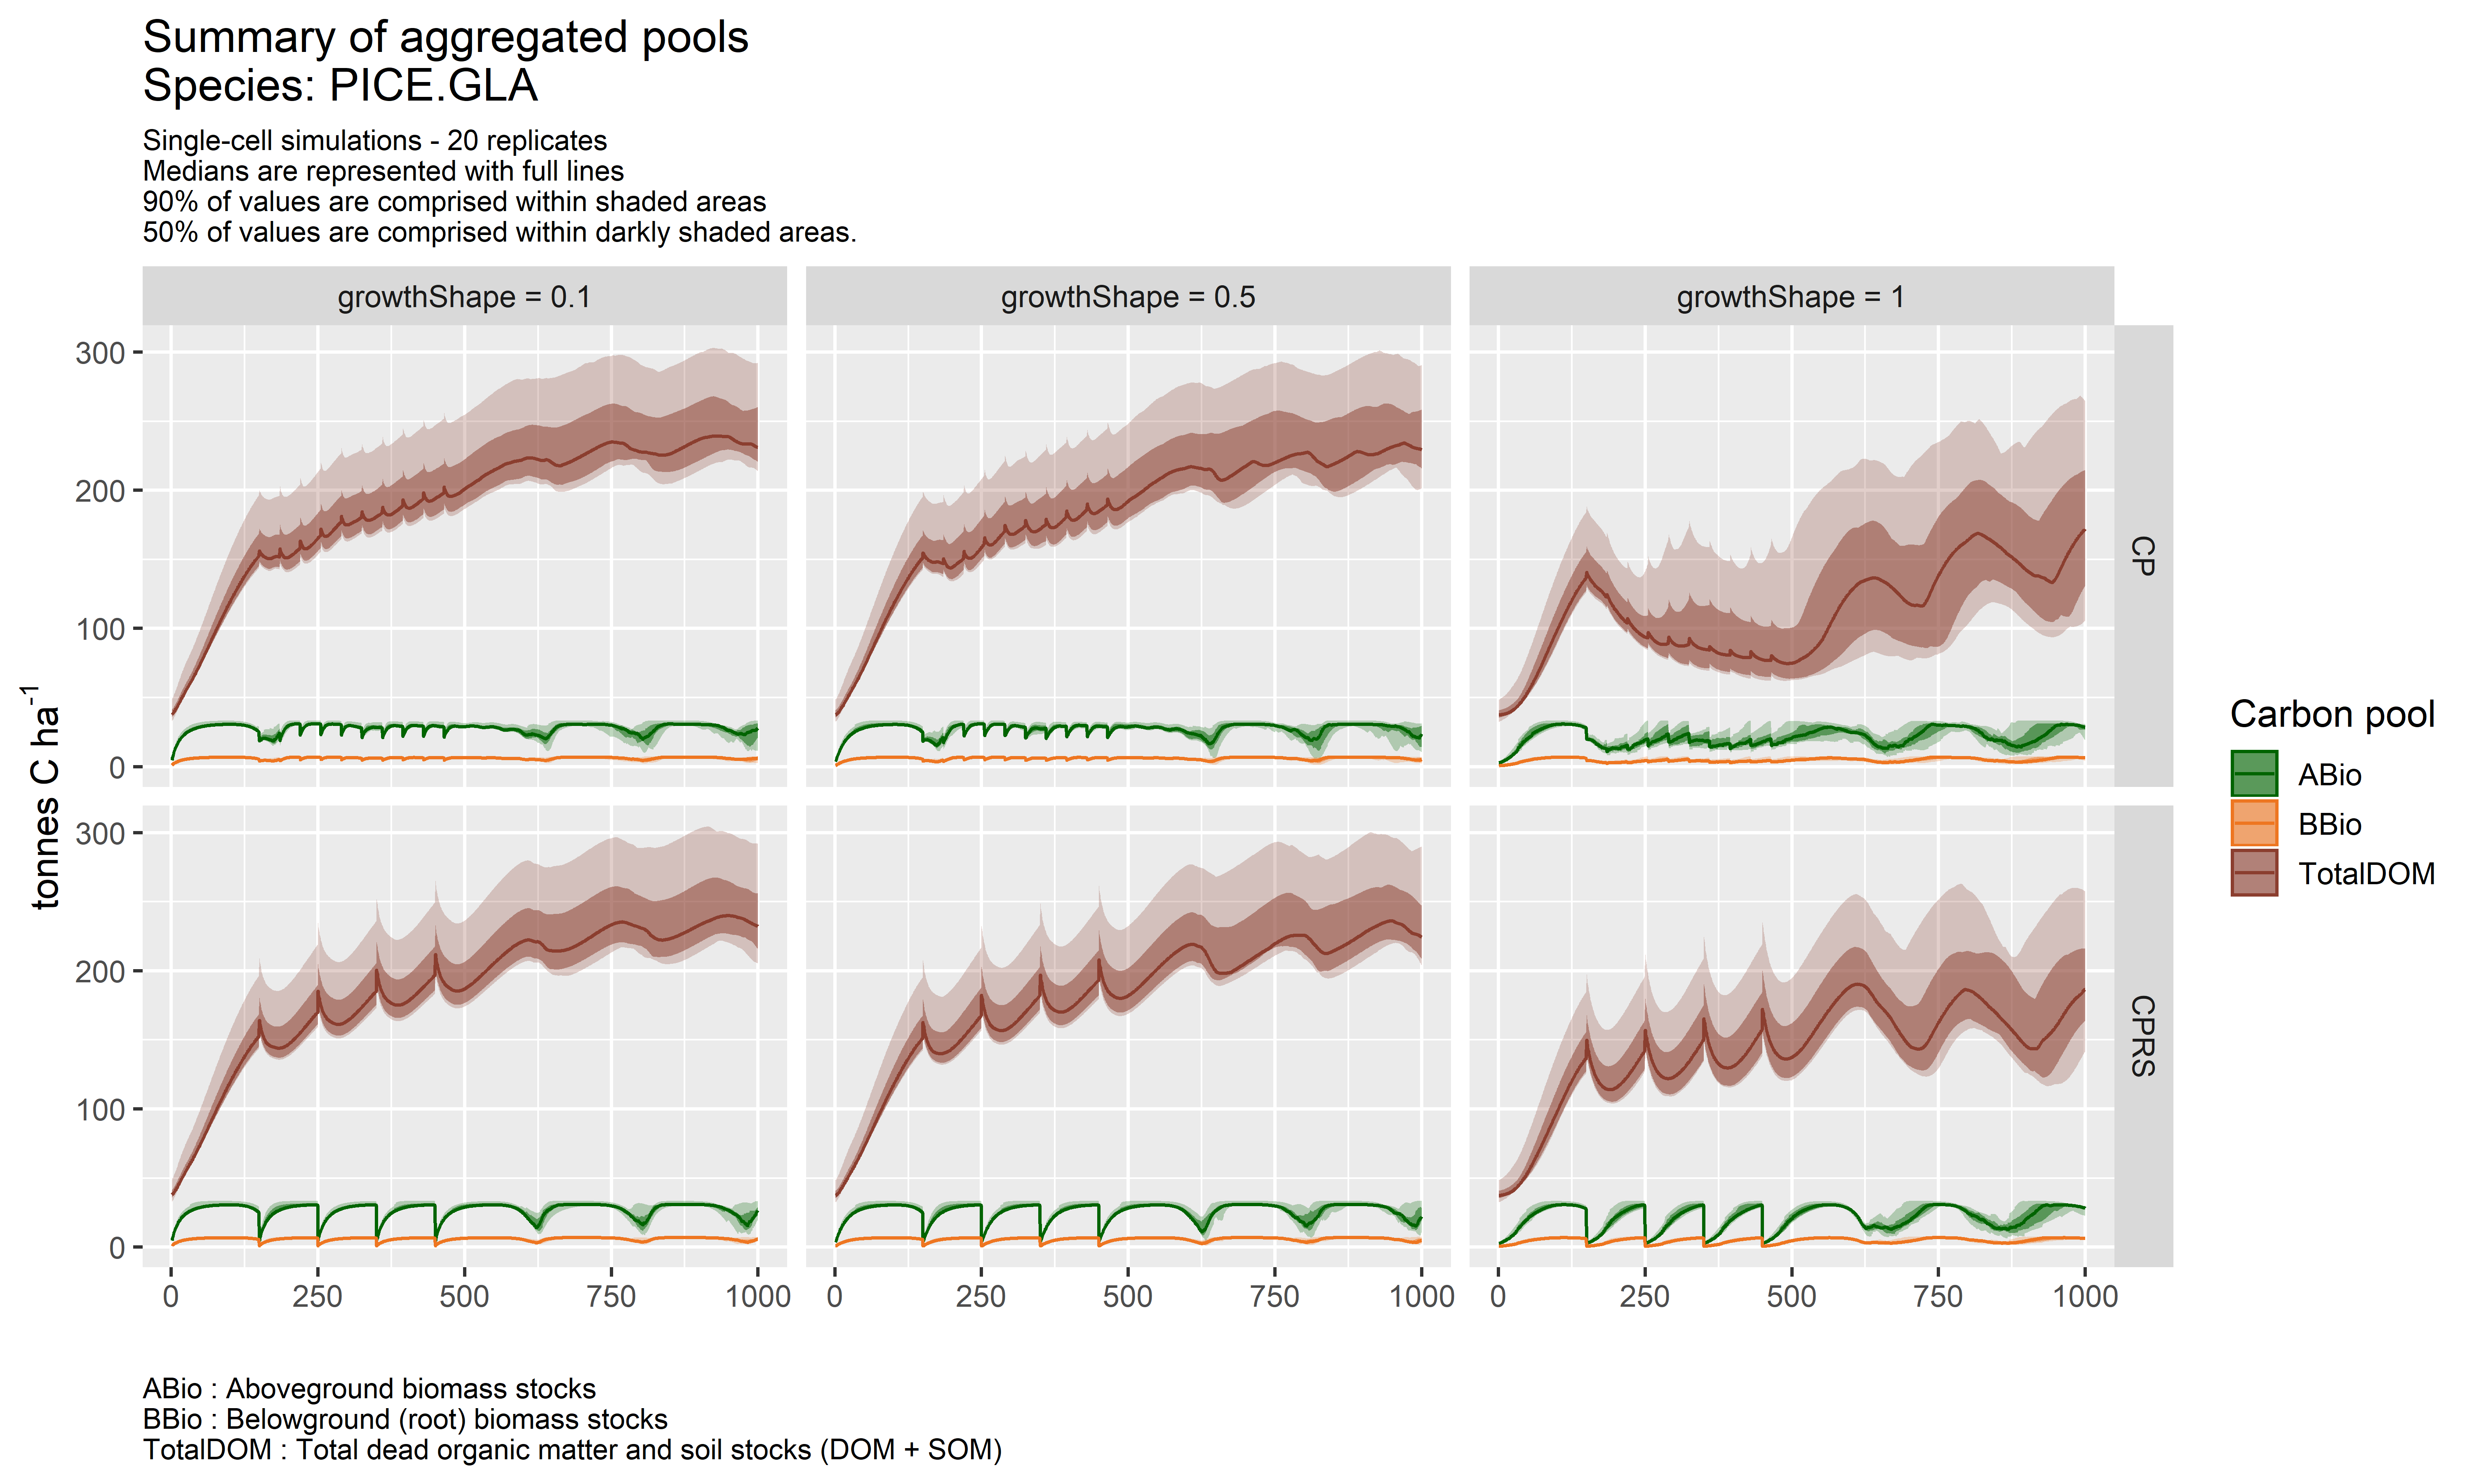 Summary of aggregated pools
Species: PICE.GLA
Single-cell simulations - 20 replicates
Medians are represented with full lines
90% of values are comprised within shaded areas
50% of values are comprised within darkly shaded areas.
growthShape = 0.1
growthShape = 0.5
growthShape = 1
300
200
100
0
CP
300
200
100
0
CPRS
tonnes C ha⁻¹
0 250 500 750 1000
0 250 500 750 1000
0 250 500 750 1000
Carbon pool
ABio
BBio
TotalDOM
ABio : Aboveground biomass stocks
BBio : Belowground (root) biomass stocks
TotalDOM : Total dead organic matter and soil stocks (DOM + SOM)